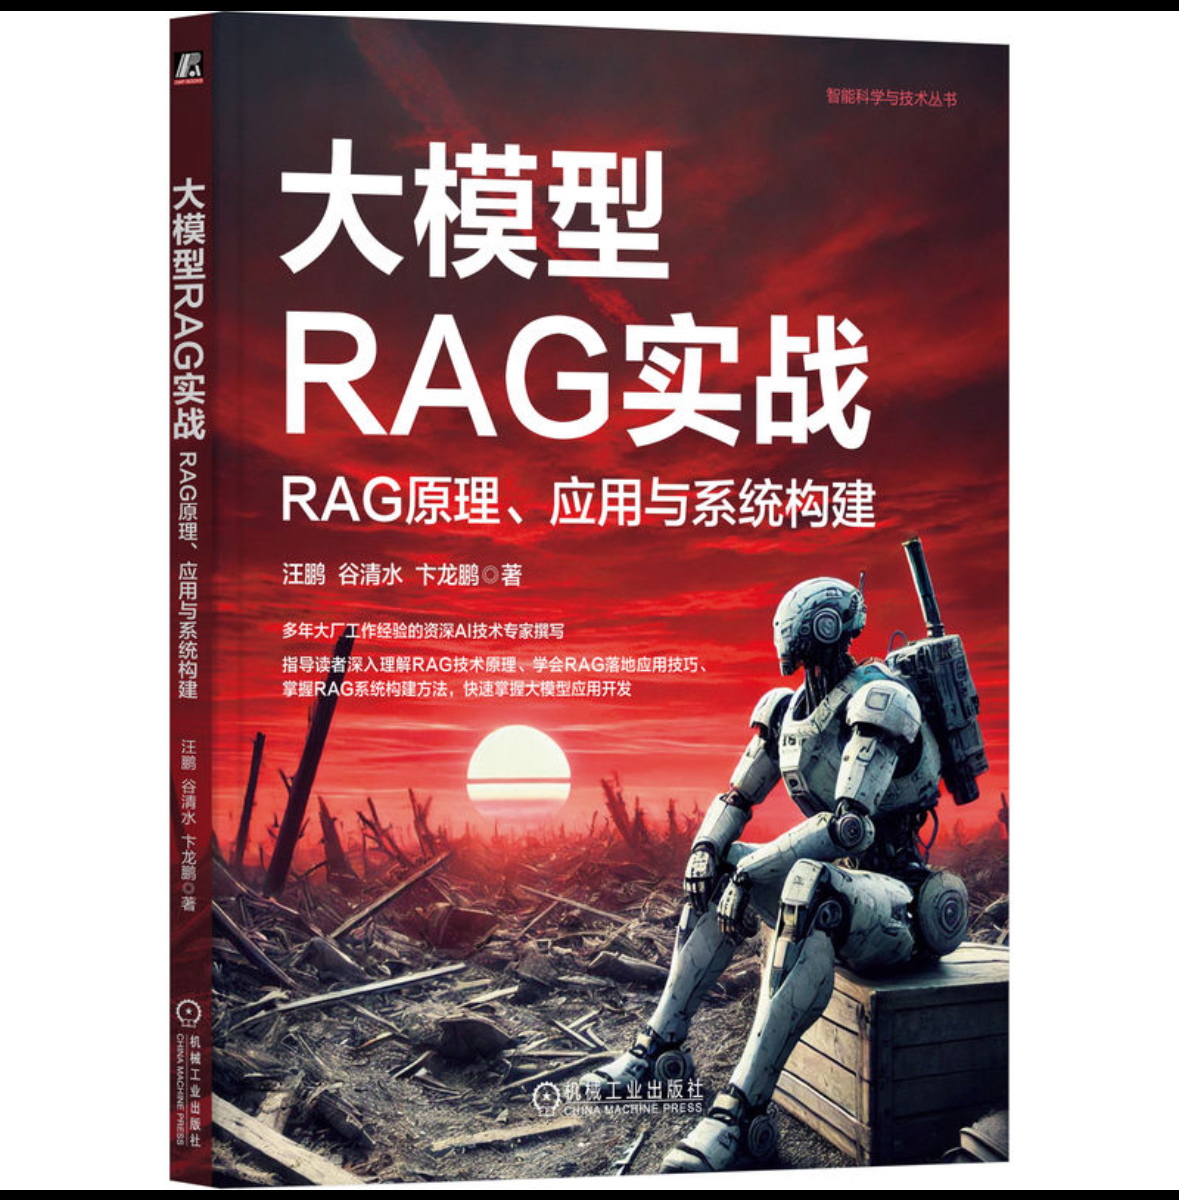 智能科学与技术丛书
大模型
RAG实战
RAG原理、应用与系统构建
汪鹏 谷清水 卞龙鹏◎著
多年大厂工作经验的资深AI技术专家撰写
指导读者深入理解RAG技术原理、学会RAG落地应用技巧、
掌握RAG系统构建方法，快速掌握大模型应用开发
机械工业出版社
CHINA MACHINE PRESS
大模型RAG实战 RAG原理、应用与系统构建 汪鹏 谷清水 卞龙鹏◎著
机械工业出版社
CHINA MACHINE PRESS